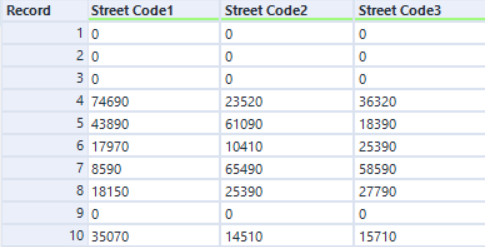 Record Street Code1 Street Code2 Street Code3
1 0 0 0
2 0 0 0
3 0 0 0
4 74690 23520 36320
5 43890 61090 18390
6 17970 10410 25390
7 8590 65490 58590
8 18150 25390 27790
9 0 0 0
10 35070 14510 15710